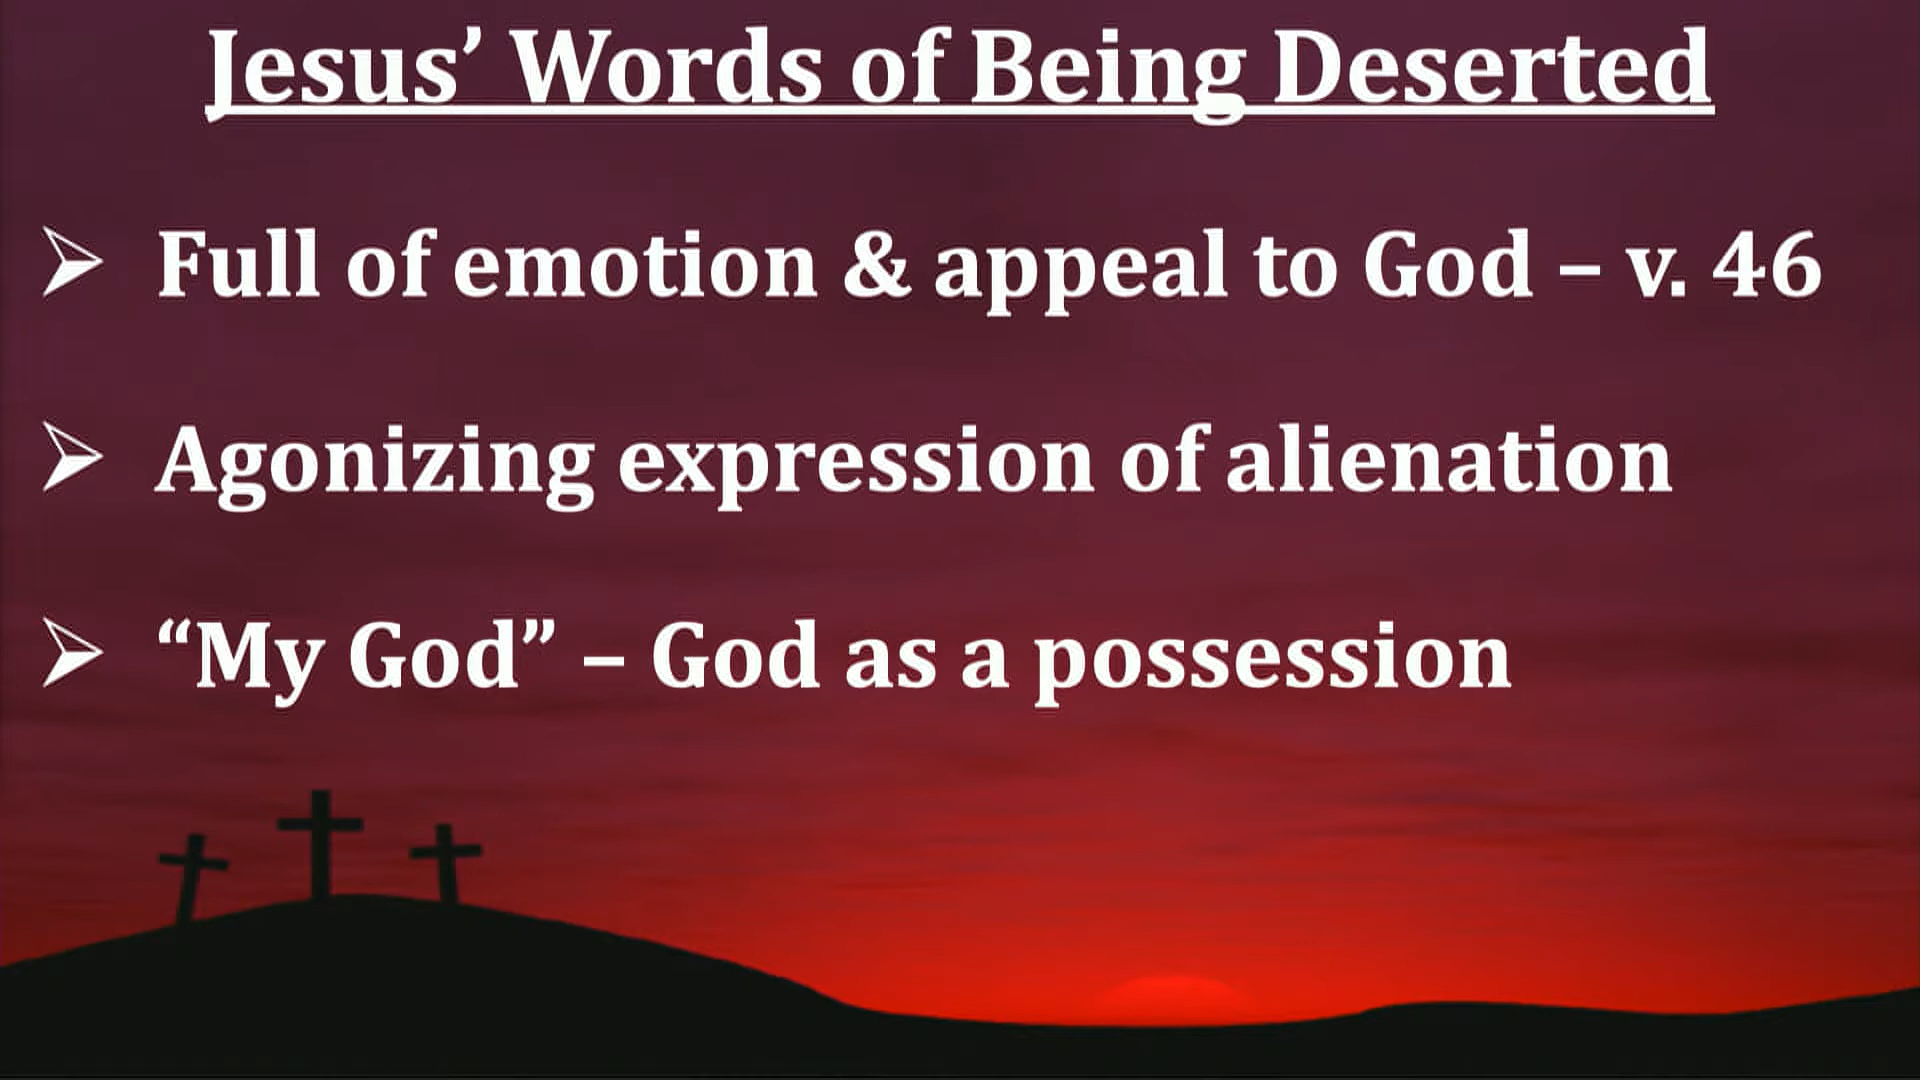 Jesus’ Words of Being Deserted
➢ Full of emotion & appeal to God – v. 46
➢ Agonizing expression of alienation
➢ “My God” – God as a possession